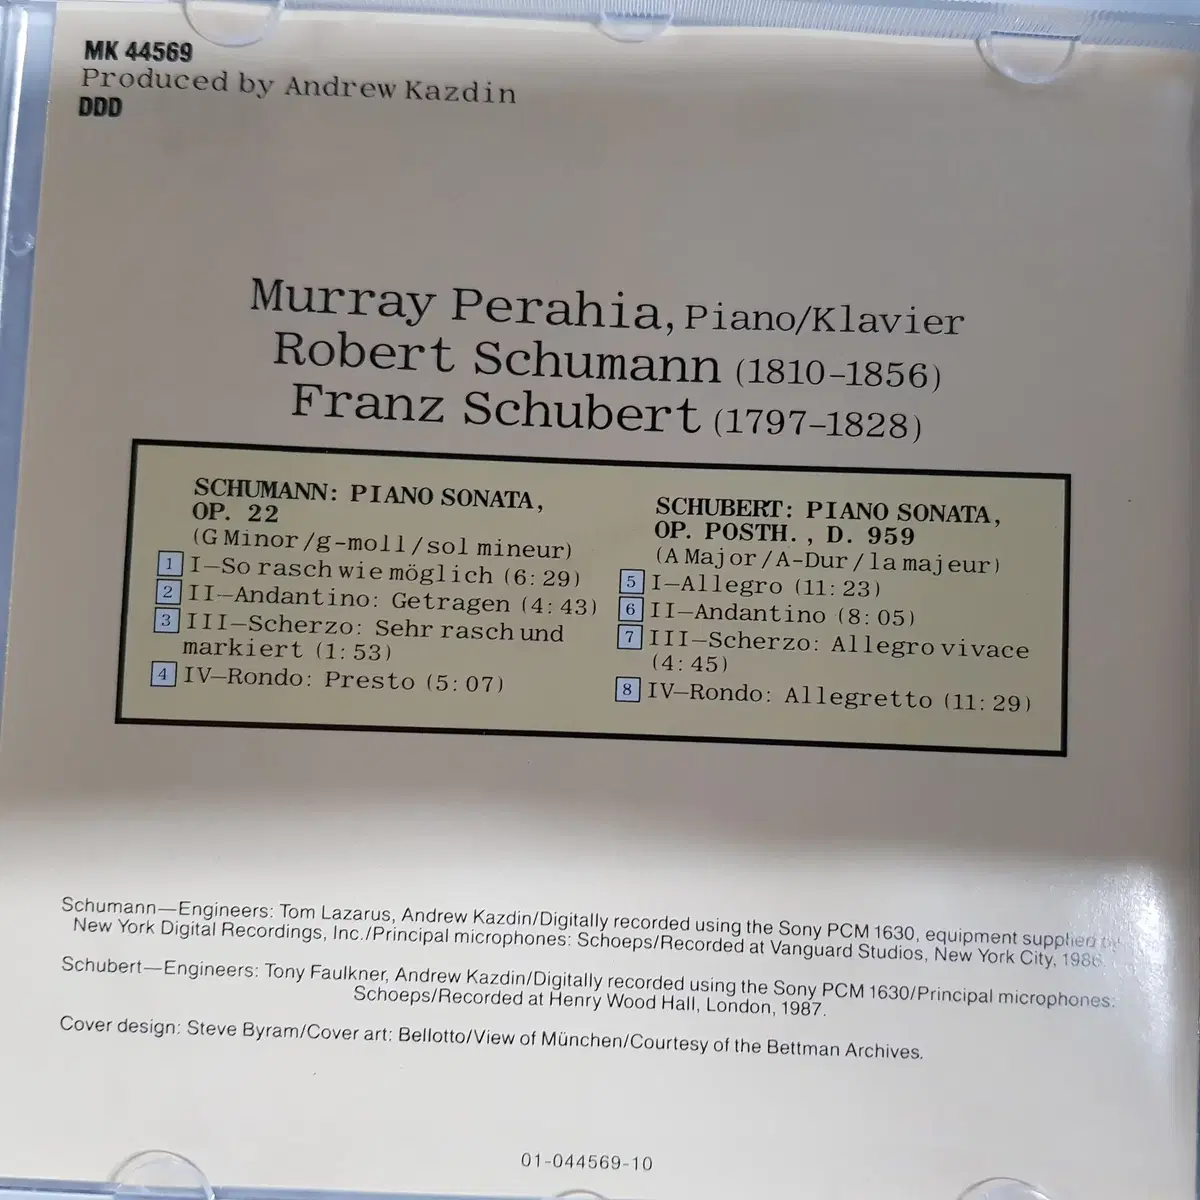 MK 44569
Produced by Andrew Kazdin
DDD
Murray Perahia, Piano/Klavier
Robert Schumann (1810–1856)
Franz Schubert (1797–1828)
SCHUMANN: PIANO SONATA,
OP. 22
(G Minor/g-moll/sol mineur)
1 I—So rasch wie möglich (6:29)
2 II—Andantino: Getragen (4:43)
3 III—Scherzo: Sehr rasch und
markiert (1:53)
4 IV—Rondo: Presto (5:07)
SCHUBERT: PIANO SONATA,
OP. POSTH., D. 959
(A Major/A-Dur/la majeur)
5 I—Allegro (11:23)
6 II—Andantino (8:05)
7 III—Scherzo: Allegro vivace
(4:45)
8 IV—Rondo: Allegretto (11:29)
Schumann—Engineers: Tom Lazarus, Andrew Kazdin/Digitally recorded using the Sony PCM 1630, equipment supplied by
New York Digital Recordings, Inc./Principal microphones: Schoeps/Recorded at Vanguard Studios, New York City,
Schubert—Engineers: Tony Faulkner, Andrew Kazdin/Digitally recorded using the Sony PCM 1630/Principal microphones:
Schoeps/Recorded at Henry Wood Hall, London, 1987.
Cover design: Steve Byram/Cover art: Bellotto/View of München/Courtesy of the Bettman Archives.
01-044569-10